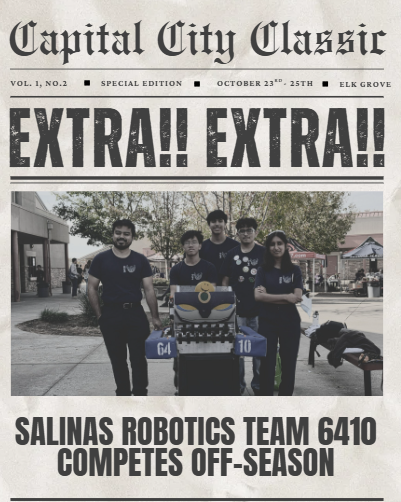 Capital City Classic
VOL. 1, NO.2 ■ SPECIAL EDITION ■ OCTOBER 23RD- 25TH ■ ELK GROVE
EXTRA!! EXTRA!!
64 10
SALINAS ROBOTICS TEAM 6410
COMPETES OFF-SEASON